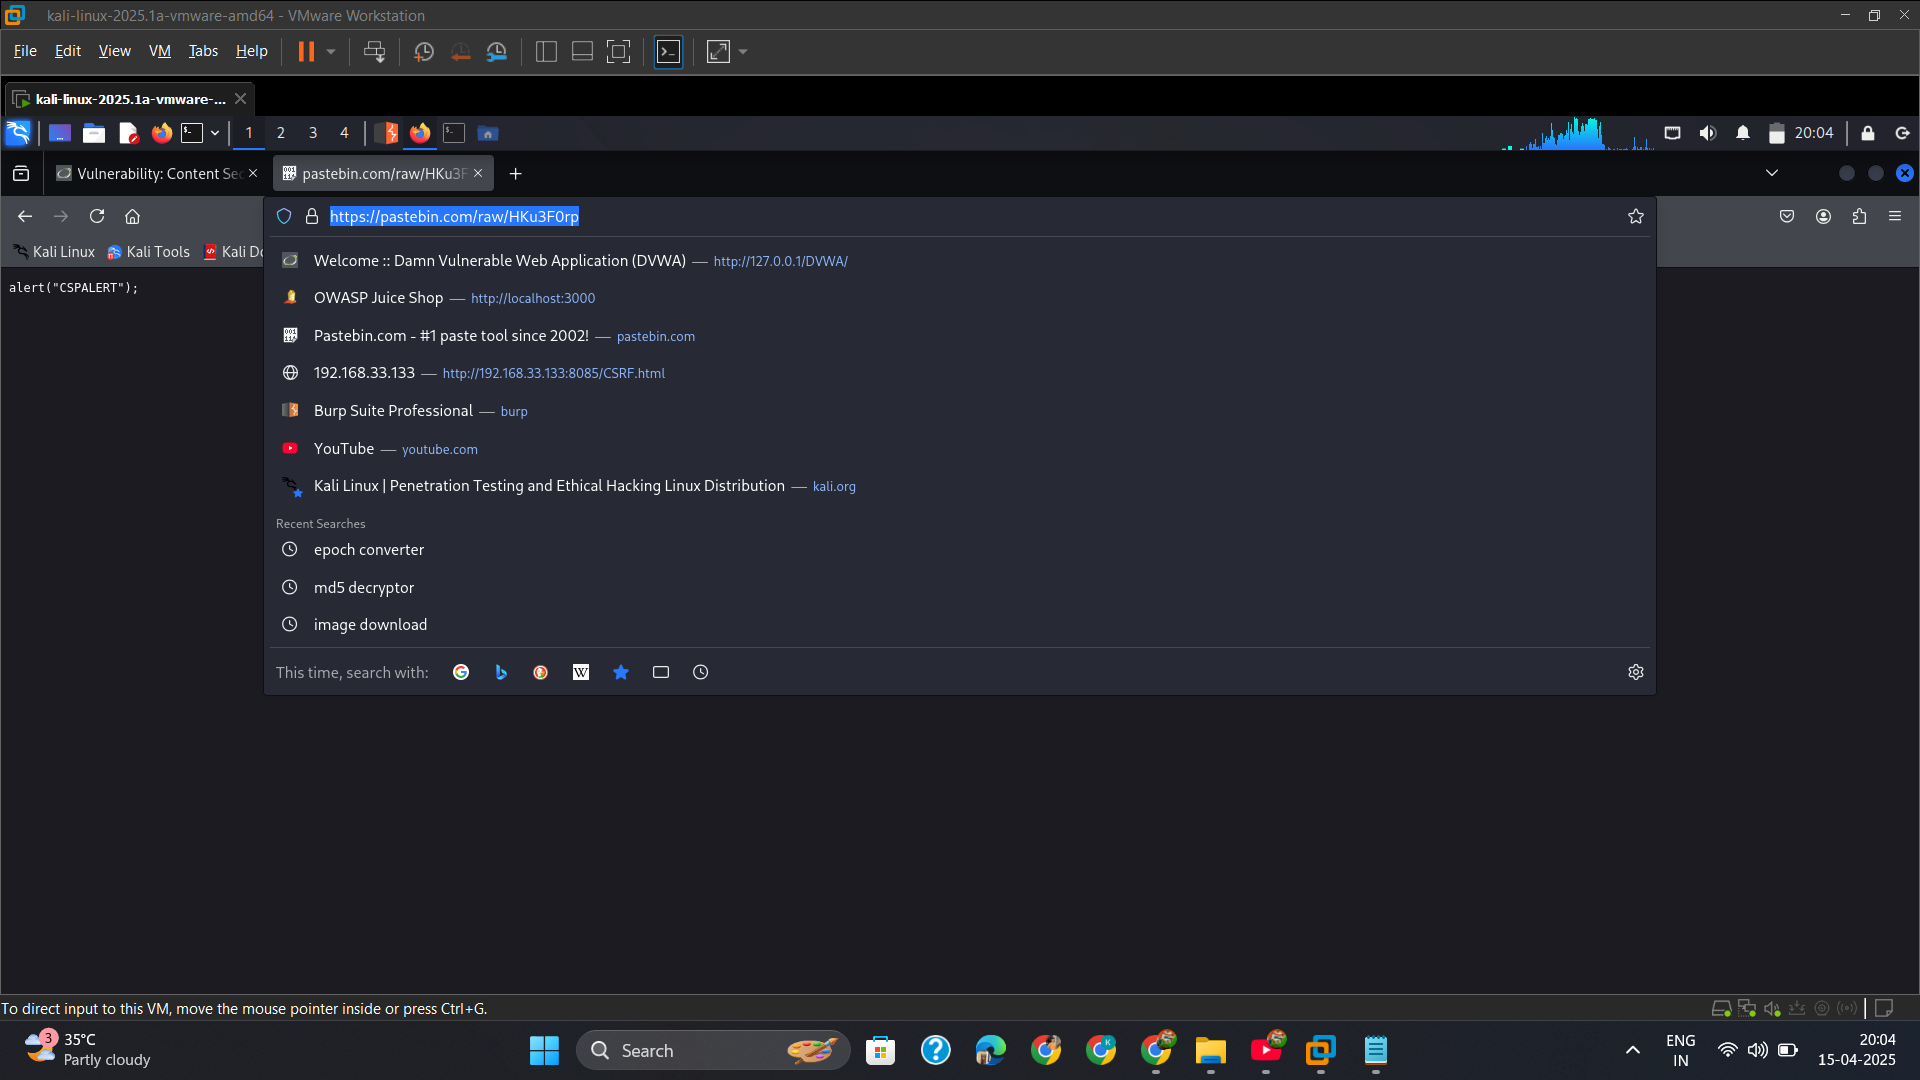 kali-linux-2025.1a-vmware-amd64 - VMware Workstation
File Edit View VM Tabs Help
kali-linux-2025.1a-vmware-...
1 2 3 4 20:04
Vulnerability: Content Sec pastebin.com/raw/HKu3F
https://pastebin.com/raw/HKu3F0rp
Kali Linux Kali Tools Kali Do
Welcome :: Damn Vulnerable Web Application (DVWA) — http://127.0.0.1/DVWA/
alert("CSPALERT");
OWASP Juice Shop — http://localhost:3000
Pastebin.com - #1 paste tool since 2002! — pastebin.com
192.168.33.133 — http://192.168.33.133:8085/CSRF.html
Burp Suite Professional — burp
YouTube — youtube.com
Kali Linux | Penetration Testing and Ethical Hacking Linux Distribution — kali.org
Recent Searches
epoch converter
md5 decryptor
image download
This time, search with:
To direct input to this VM, move the mouse pointer inside or press Ctrl+G.
3 35°C
Partly cloudy
Search
ENG
IN
20:04
15-04-2025